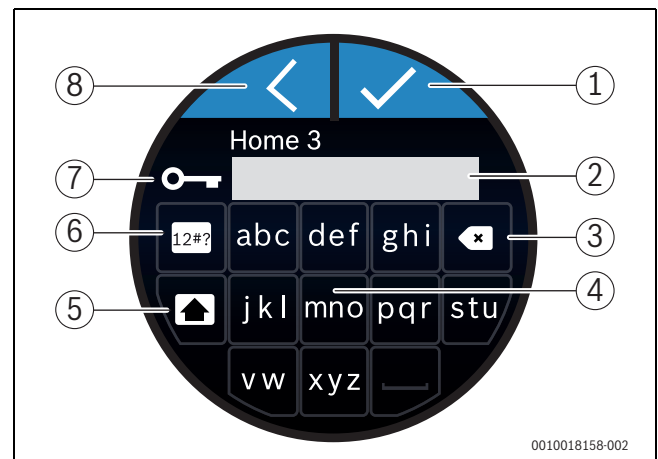 8 1
Home 3
7 2
6 12#? abc def ghi 3
4
5 jkl mno pqr stu
vw xyz
0010018158-002